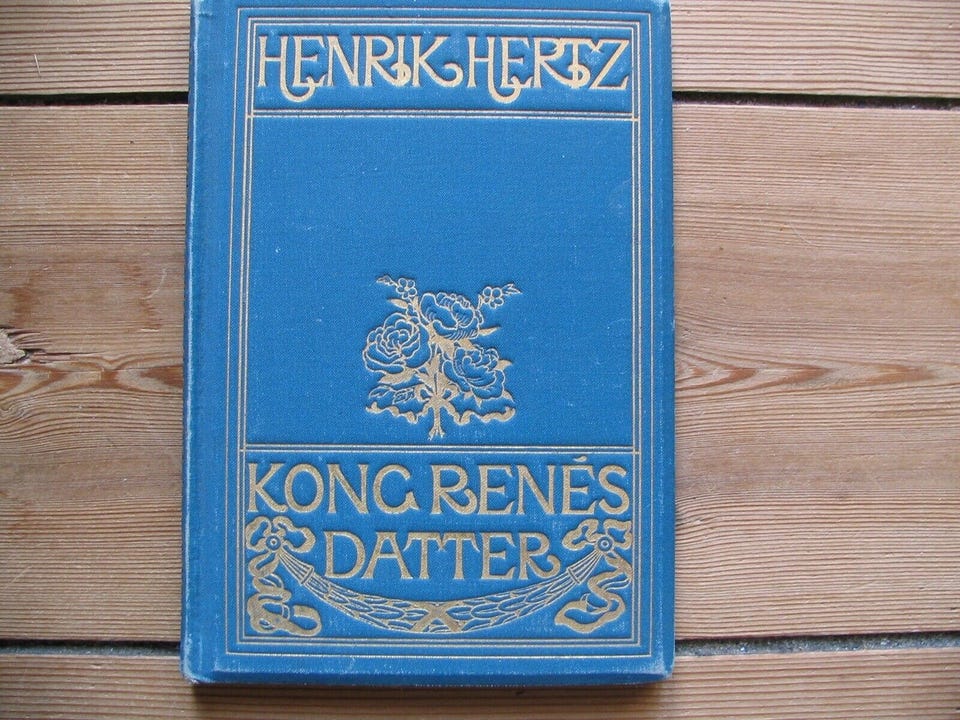 HENRIK HERTZ
KONG RENÉS
DATTER